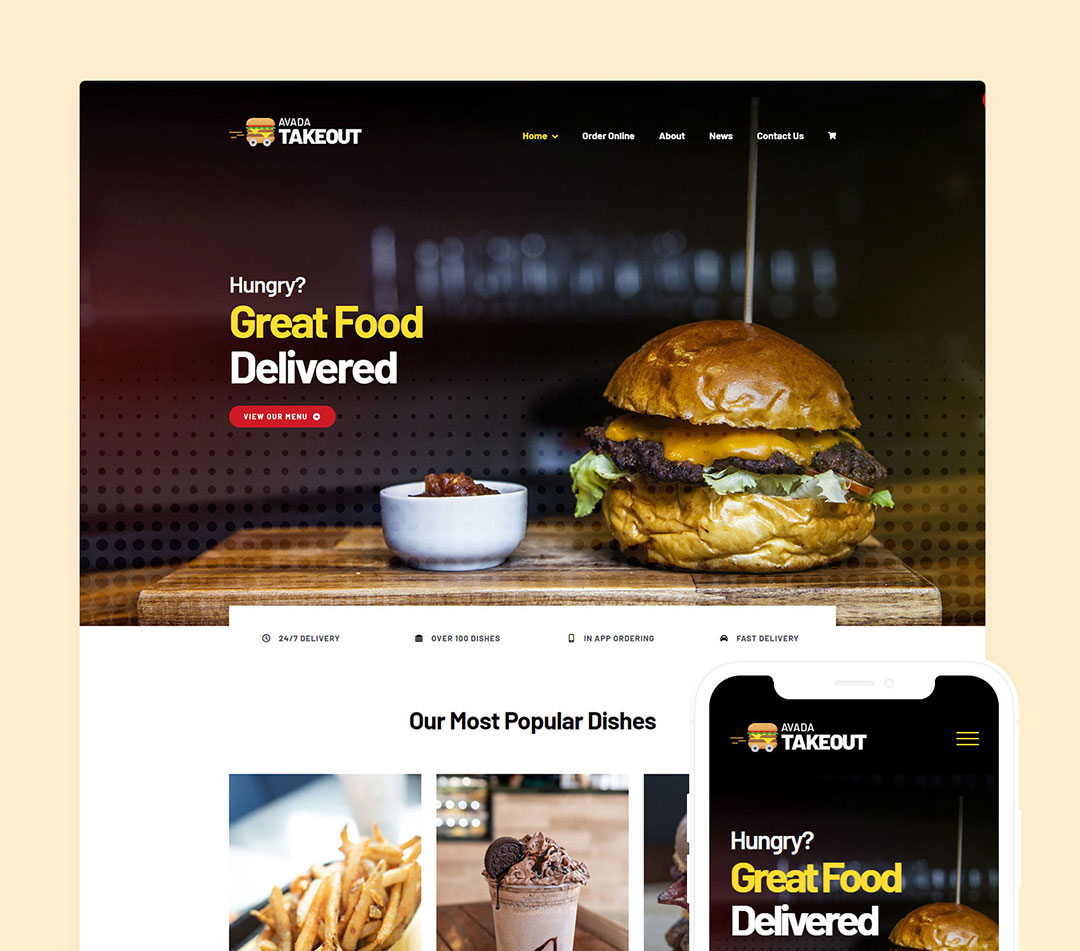 AVADA
TAKEOUT
Home
Order Online
About
News
Contact Us
Hungry?
Great Food
Delivered
VIEW OUR MENU
24/7 DELIVERY
OVER 100 DISHES
IN APP ORDERING
FAST DELIVERY
Our Most Popular Dishes
AVADA
TAKEOUT
Hungry?
Great Food
Delivered